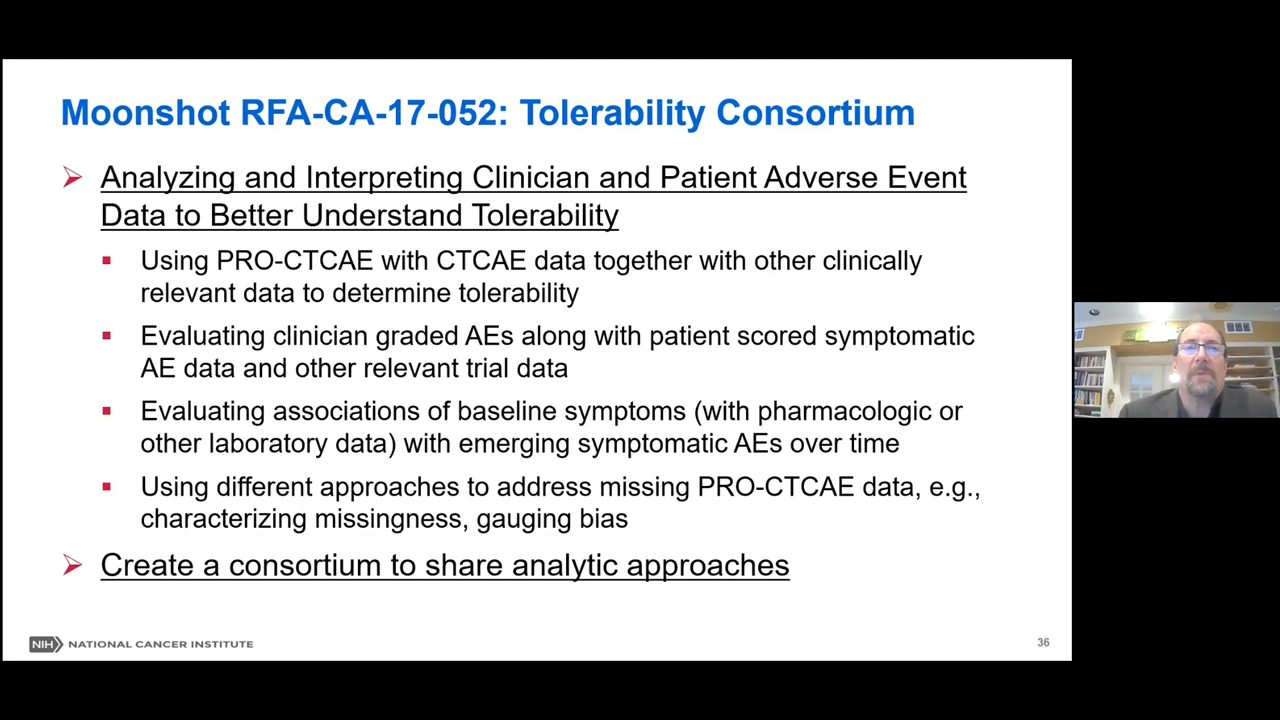 Moonshot RFA-CA-17-052: Tolerability Consortium
Analyzing and Interpreting Clinician and Patient Adverse Event
Data to Better Understand Tolerability
Using PRO-CTCAE with CTCAE data together with other clinically
relevant data to determine tolerability
Evaluating clinician graded AEs along with patient scored symptomatic
AE data and other relevant trial data
Evaluating associations of baseline symptoms (with pharmacologic or
other laboratory data) with emerging symptomatic AEs over time
Using different approaches to address missing PRO-CTCAE data, e.g.,
characterizing missingness, gauging bias
Create a consortium to share analytic approaches
NIH NATIONAL CANCER INSTITUTE
36